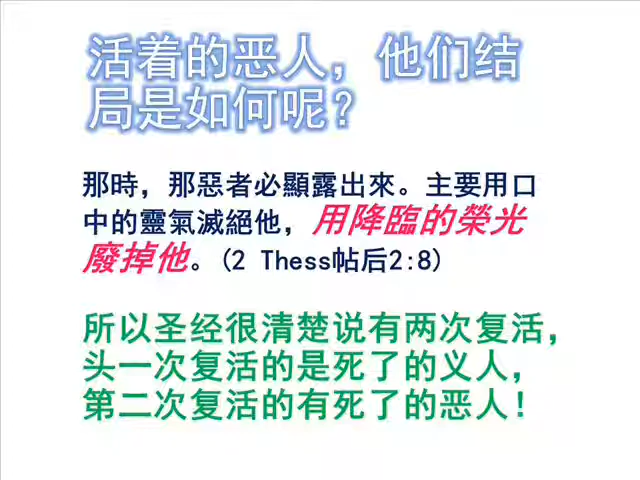 活着的恶人，他们结
局是如何呢？
那時，那惡者必顯露出來。主要用口
中的靈氣滅絕他，用降臨的榮光
廢掉他。(2 Thess帖后2:8)
所以圣经很清楚说有两次复活，
头一次复活的是死了的义人，
第二次复活的有死了的恶人！